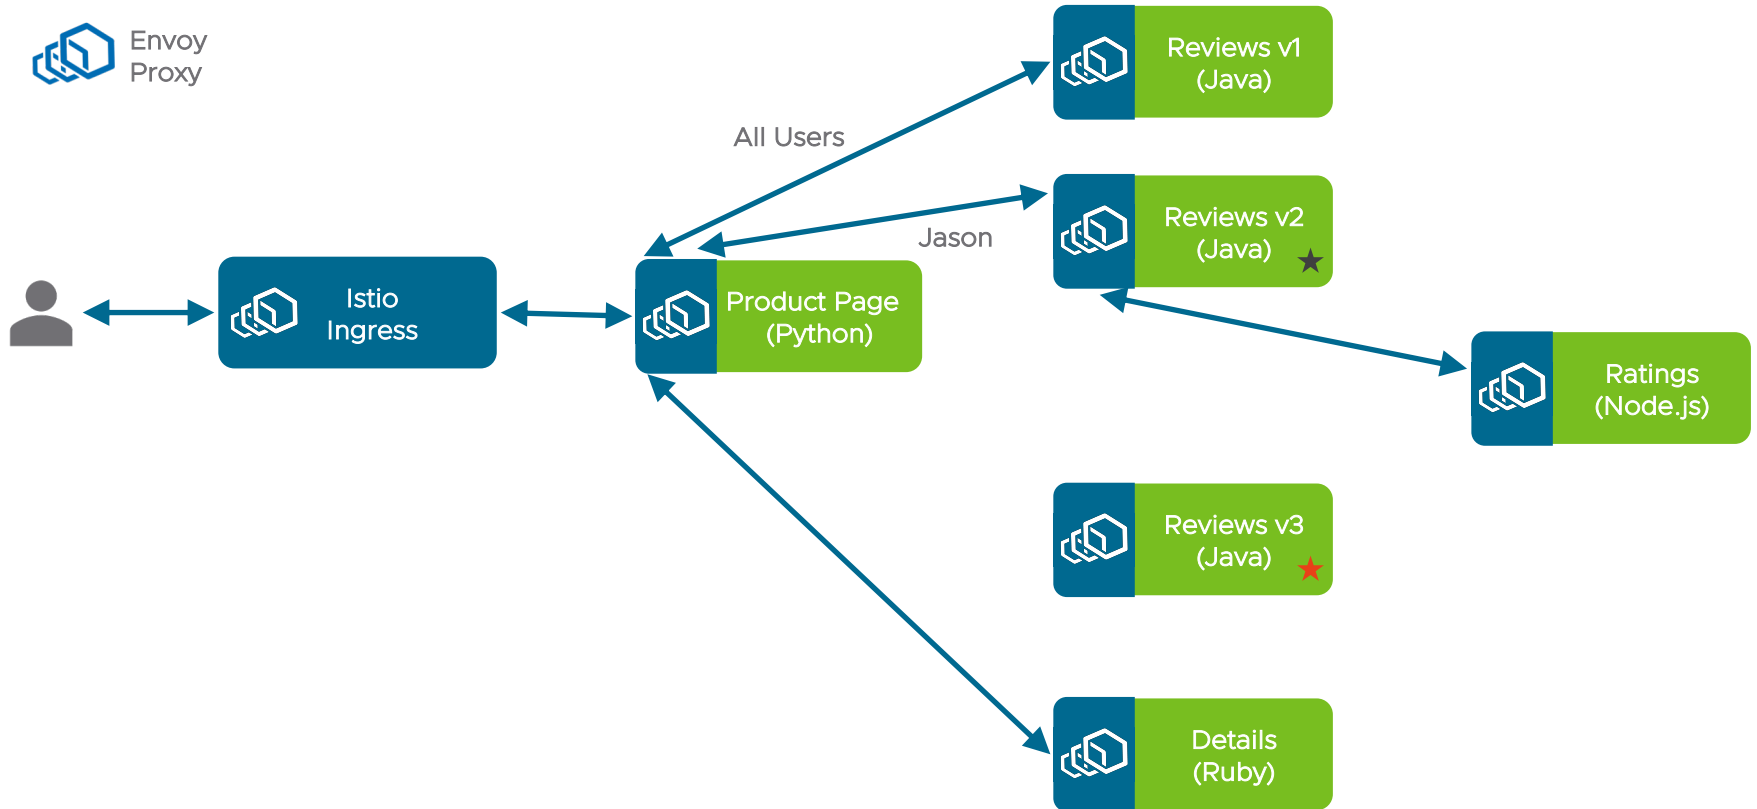 Envoy
Proxy
Reviews v1
(Java)
All Users
Reviews v2
(Java)
Jason
Istio
Ingress
Product Page
(Python)
Ratings
(Node.js)
Reviews v3
(Java)
Details
(Ruby)